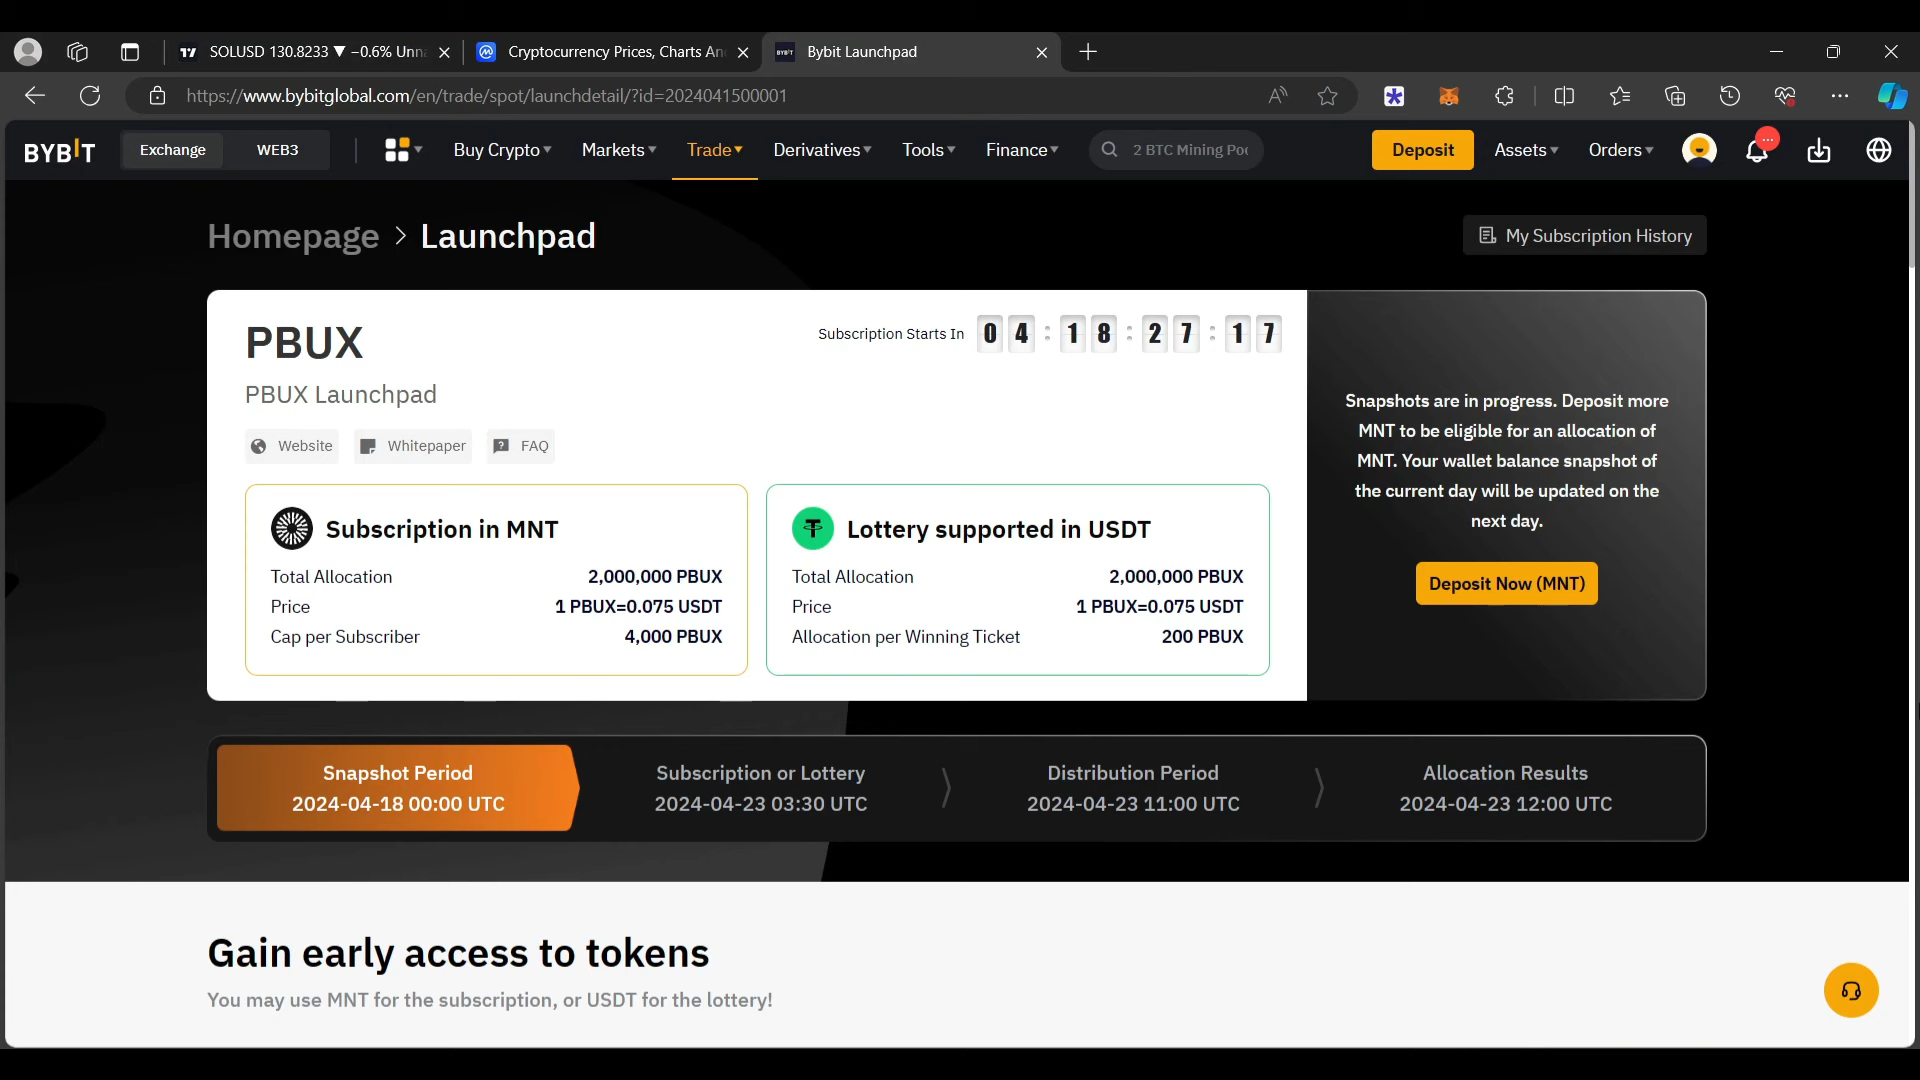 SOLUSD 130.8233 ▼ −0.6% Unna
Cryptocurrency Prices, Charts An
Bybit Launchpad
https://www.bybitglobal.com/en/trade/spot/launchdetail/?id=2024041500001
BYBIT
Exchange
WEB3
Buy Crypto
Markets
Trade
Derivatives
Tools
Finance
2 BTC Mining Poo
Deposit
Assets
Orders
Homepage > Launchpad
My Subscription History
PBUX
Subscription Starts In 04 : 18 : 27 : 17
PBUX Launchpad
Website
Whitepaper
FAQ
Subscription in MNT
Total Allocation 2,000,000 PBUX
Price 1 PBUX=0.075 USDT
Cap per Subscriber 4,000 PBUX
Lottery supported in USDT
Total Allocation 2,000,000 PBUX
Price 1 PBUX=0.075 USDT
Allocation per Winning Ticket 200 PBUX
Snapshots are in progress. Deposit more
MNT to be eligible for an allocation of
MNT. Your wallet balance snapshot of
the current day will be updated on the
next day.
Deposit Now (MNT)
Snapshot Period
2024-04-18 00:00 UTC
Subscription or Lottery
2024-04-23 03:30 UTC
Distribution Period
2024-04-23 11:00 UTC
Allocation Results
2024-04-23 12:00 UTC
Gain early access to tokens
You may use MNT for the subscription, or USDT for the lottery!